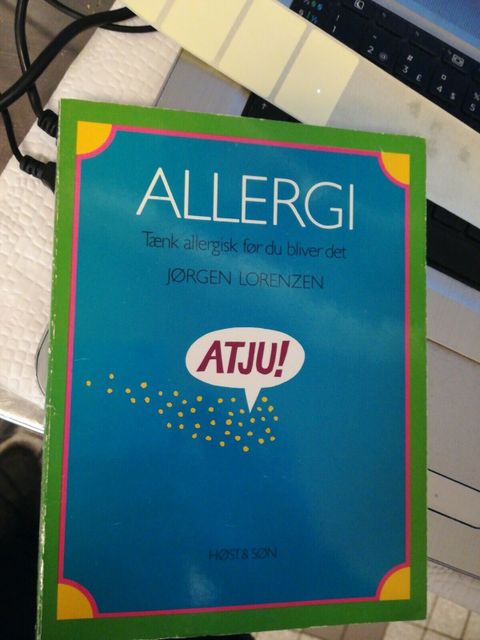 ALLERGI
Tænk allergisk før du bliver det
JØRGEN LORENZEN
ATJU!
HØST & SØN